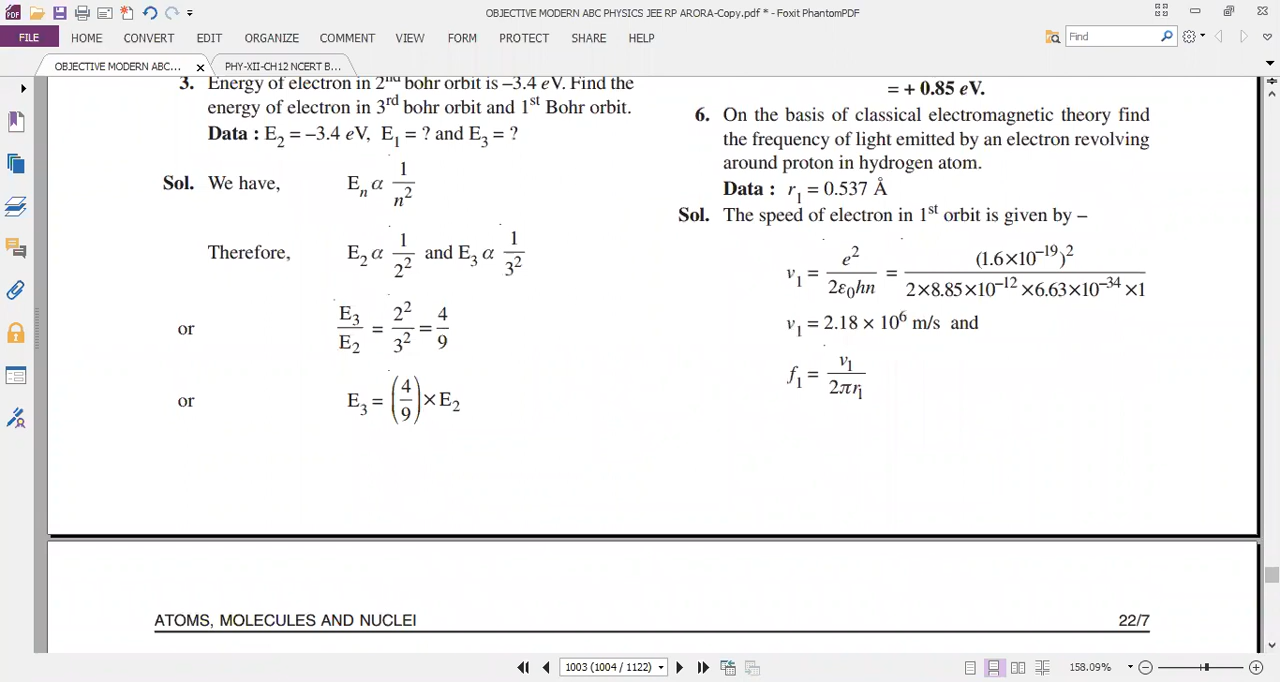 OBJECTIVE MODERN ABC PHYSICS JEE RP ARORA-Copy.pdf * - Foxit PhantomPDF
PDF
Find
FILE HOME CONVERT EDIT ORGANIZE COMMENT VIEW FORM PROTECT SHARE HELP
OBJECTIVE MODERN ABC... x PHY-XII-CH12 NCERT B...
3. Energy of electron in 2nd bohr orbit is –3.4 eV. Find the
energy of electron in 3rd bohr orbit and 1st Bohr orbit.
Data : E₂ = –3.4 eV, E₁ = ? and E₃ = ?
Sol. We have, Eₙ α 1/n²
Therefore, E₂ α 1/2² and E₃ α 1/3²
or E₃/E₂ = 2²/3² = 4/9
or E₃ = (4/9) × E₂
= + 0.85 eV.
6. On the basis of classical electromagnetic theory find
the frequency of light emitted by an electron revolving
around proton in hydrogen atom.
Data : r₁ = 0.537 Å
Sol. The speed of electron in 1st orbit is given by –
v₁ = e²/2ε₀hn = (1.6×10⁻¹⁹)²/2×8.85×10⁻¹²×6.63×10⁻³⁴×1
v₁ = 2.18 × 10⁶ m/s and
f₁ = v₁/2πr₁
ATOMS, MOLECULES AND NUCLEI 22/7
1003 (1004 / 1122) 158.09%